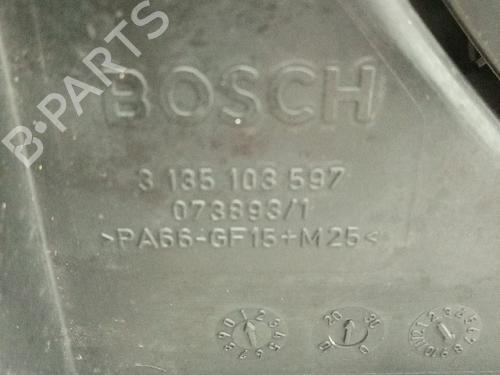 B·PARTS
BOSCH
3 135 103 597
073893/1
>PA66-GF15+M25<